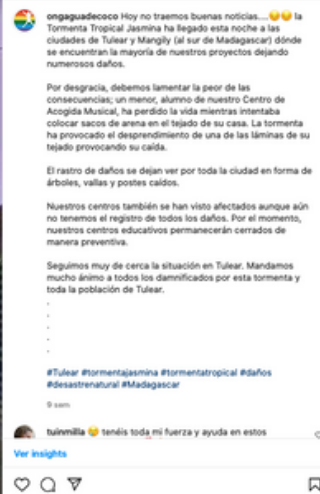 ongaguadecoco Hoy no traemos buenas noticias....😔😔 la
Tormenta Tropical Jasmina ha llegado esta noche a las
ciudades de Tulear y Mangily (al sur de Madagascar) dónde
se encuentran la mayoría de nuestros proyectos dejando
numerosos daños.
Por desgracia, debemos lamentar la peor de las
consecuencias; un menor, alumno de nuestro Centro de
Acogida Musical, ha perdido la vida mientras intentaba
colocar sacos de arena en el tejado de su casa. La tormenta
ha provocado el desprendimiento de una de las láminas de su
tejado provocando su caída.
El rastro de daños se dejan ver por toda la ciudad en forma de
árboles, vallas y postes caídos.
Nuestros centros también se han visto afectados aunque aún
no tenemos el registro de todos los daños. Por el momento,
nuestros centros educativos permanecerán cerrados de
manera preventiva.
Seguimos muy de cerca la situación en Tulear. Mandamos
mucho ánimo a todos los damnificados por esta tormenta y
toda la población de Tulear.
.
.
.
.
.
#Tulear #tormentajasmina #tormentatropical #daños
#desastrenatural #Madagascar
9 sem
tuinmilla 😔 tenéis toda mi fuerza y ayuda en estos
Ver insights